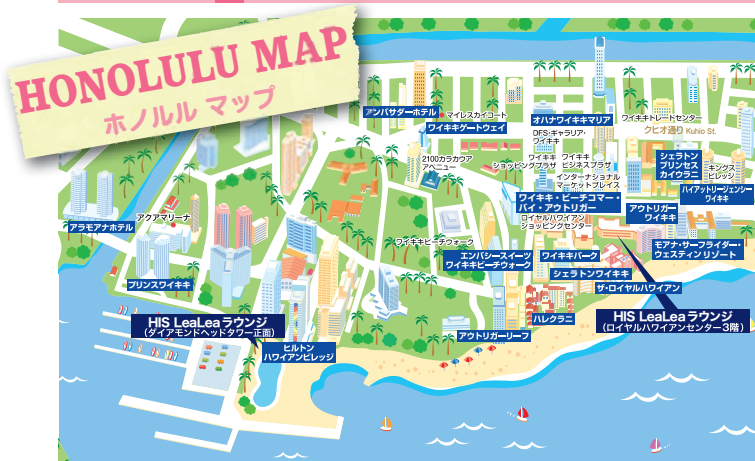 HONOLULU MAP
ホノルル マップ
アンバサダーホテル
マイレスカイコート
ワイキキゲートウェイ
オハナワイキキマリア
ワイキキトレードセンター
クヒオ通り Kuhio St.
DFS・ギャラリア・
ワイキキ
2100カラカウア
アベニュー
ワイキキ
ショッピングプラザ
ワイキキ
ビジネスプラザ
シェラトン
プリンセス
カイウラニ
キングス
ビレッジ
インターナショナル
マーケットプレイス
ハイアットリージェンシー
ワイキキ
ワイキキ・ビーチコマー・
バイ・アウトリガー
アウトリガー
ワイキキ
アクアマリーナ
アラモアナホテル
ロイヤルハワイアン
ショッピングセンター
ワイキキビーチウォーク
モアナ・サーフライダー・
ウェスティン リゾート
エンバシースイーツ
ワイキキビーチウォーク
ワイキキパーク
シェラトンワイキキ
プリンスワイキキ
ザ・ロイヤルハワイアン
HIS LeaLea ラウンジ
(ダイアモンドヘッドタワー正面)
ハレクラニ
HIS LeaLea ラウンジ
(ロイヤルハワイアンセンター3階)
アウトリガーリーフ
ヒルトン
ハワイアンビレッジ